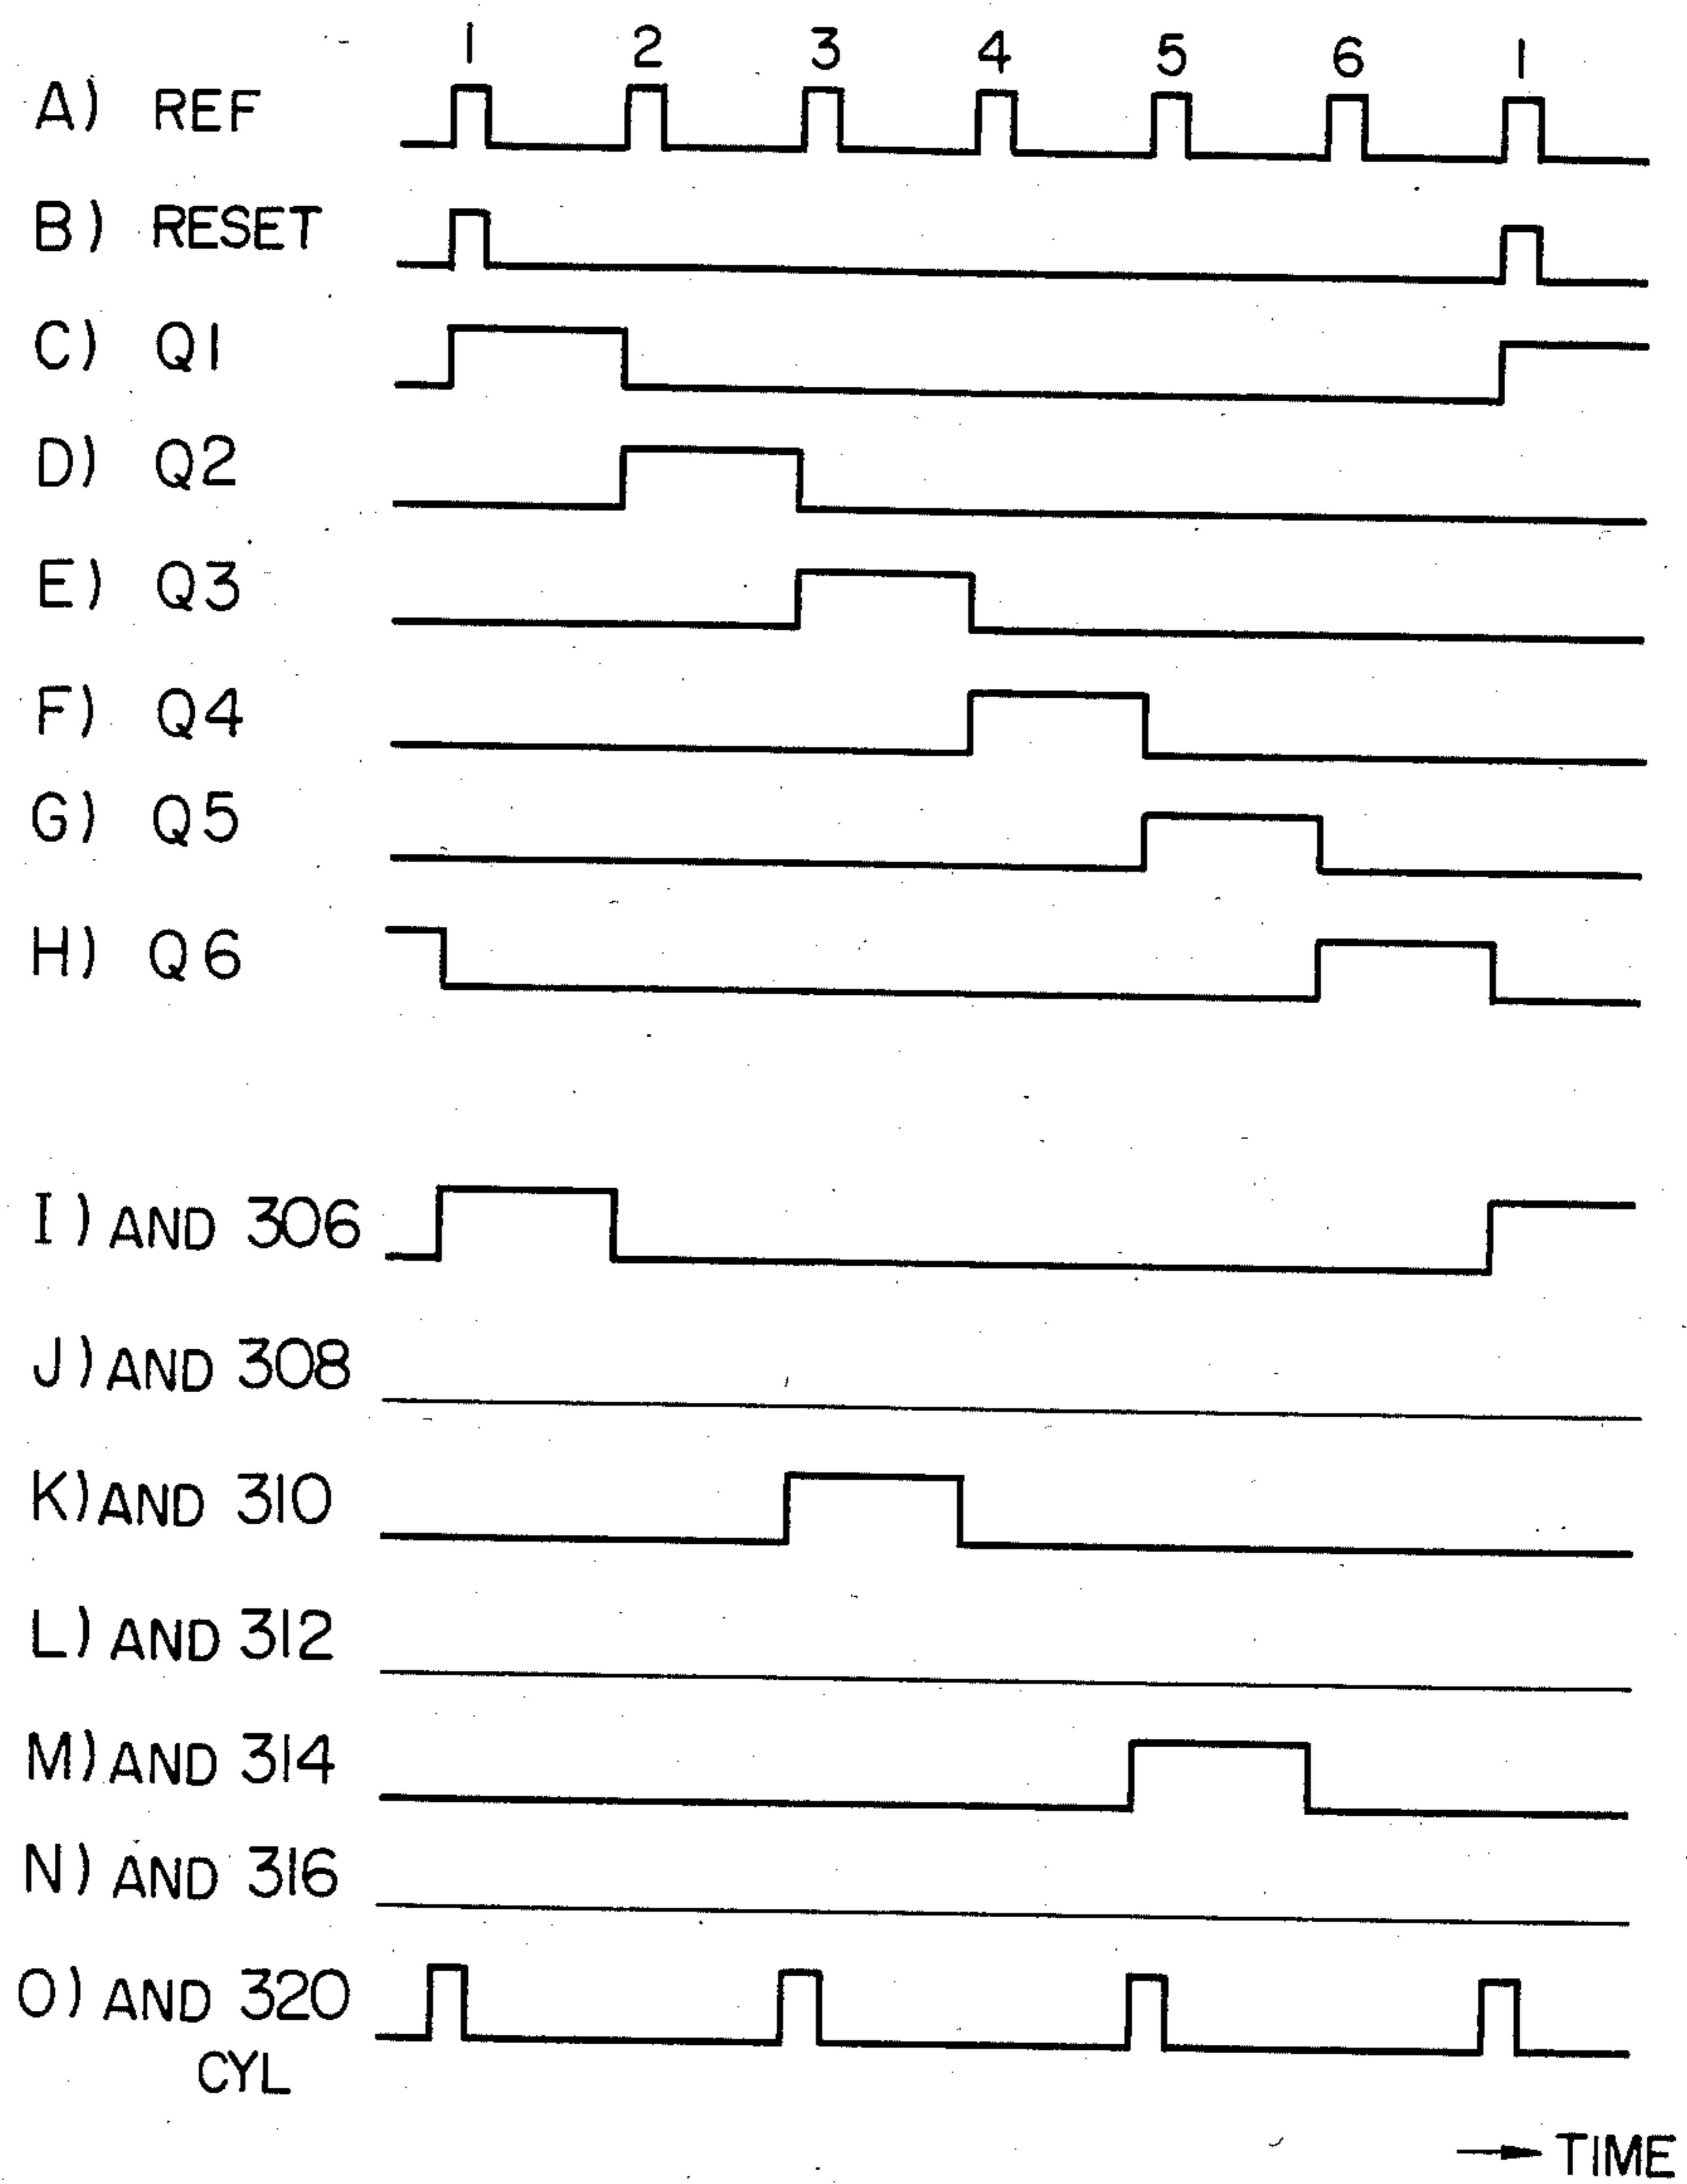 1 2 3 4 5 6 1
A) REF
B) RESET
C) Q1
D) Q2
E) Q3
F) Q4
G) Q5
H) Q6
I) AND 306
J) AND 308
K) AND 310
L) AND 312
M) AND 314
N) AND 316
O) AND 320
CYL
TIME